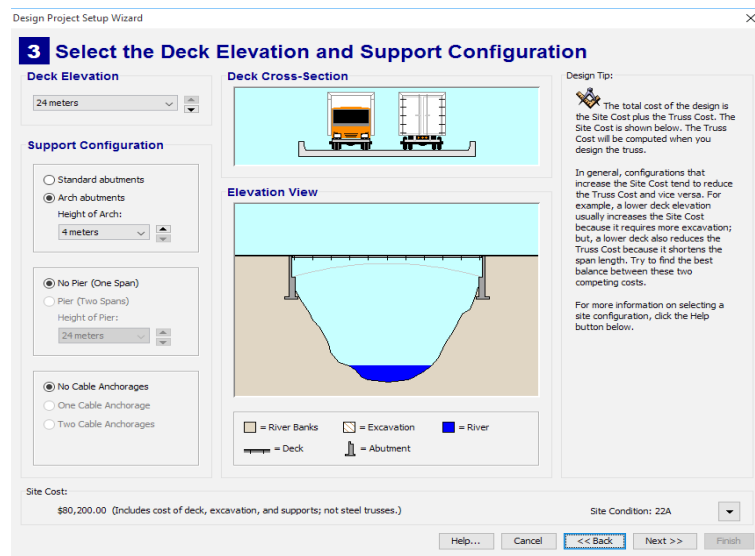 Design Project Setup Wizard
3 Select the Deck Elevation and Support Configuration
Deck Elevation
24 meters
Support Configuration
Standard abutments
Arch abutments
Height of Arch:
4 meters
No Pier (One Span)
Pier (Two Spans)
Height of Pier:
24 meters
No Cable Anchorages
One Cable Anchorage
Two Cable Anchorages
Deck Cross-Section
Elevation View
= River Banks
= Excavation
= River
= Deck
= Abutment
Design Tip:
The total cost of the design is
the Site Cost plus the Truss Cost. The
Site Cost is shown below. The Truss
Cost will be computed when you
design the truss.
In general, configurations that
increase the Site Cost tend to reduce
the Truss Cost and vice versa. For
example, a lower deck elevation
usually increases the Site Cost
because it requires more excavation;
but, a lower deck also reduces the
Truss Cost because it shortens the
span length. Try to find the best
balance between these two
competing costs.
For more information on selecting a
site configuration, click the Help
button below.
Site Cost:
$80,200.00 (Includes cost of deck, excavation, and supports; not steel trusses.)
Site Condition: 22A
Help...
Cancel
<< Back
Next >>
Finish